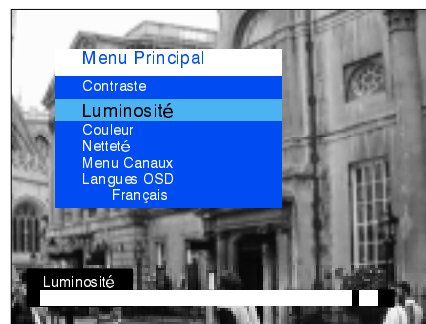 Menu Principal
Contraste
Luminosité
Couleur
Netteté
Menu Canaux
Langues OSD
Français
Luminosité